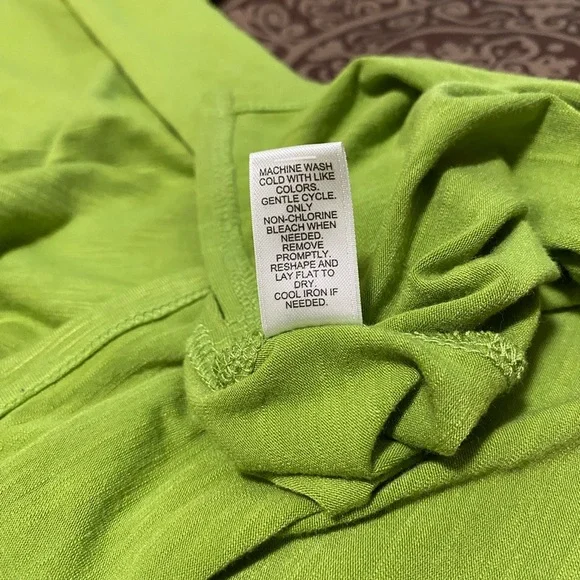 MACHINE WASH
COLD WITH LIKE
COLORS.
GENTLE CYCLE.
ONLY
NON-CHLORINE
BLEACH WHEN
NEEDED.
REMOVE
PROMPTLY.
RESHAPE AND
LAY FLAT TO
DRY.
COOL IRON IF
NEEDED.